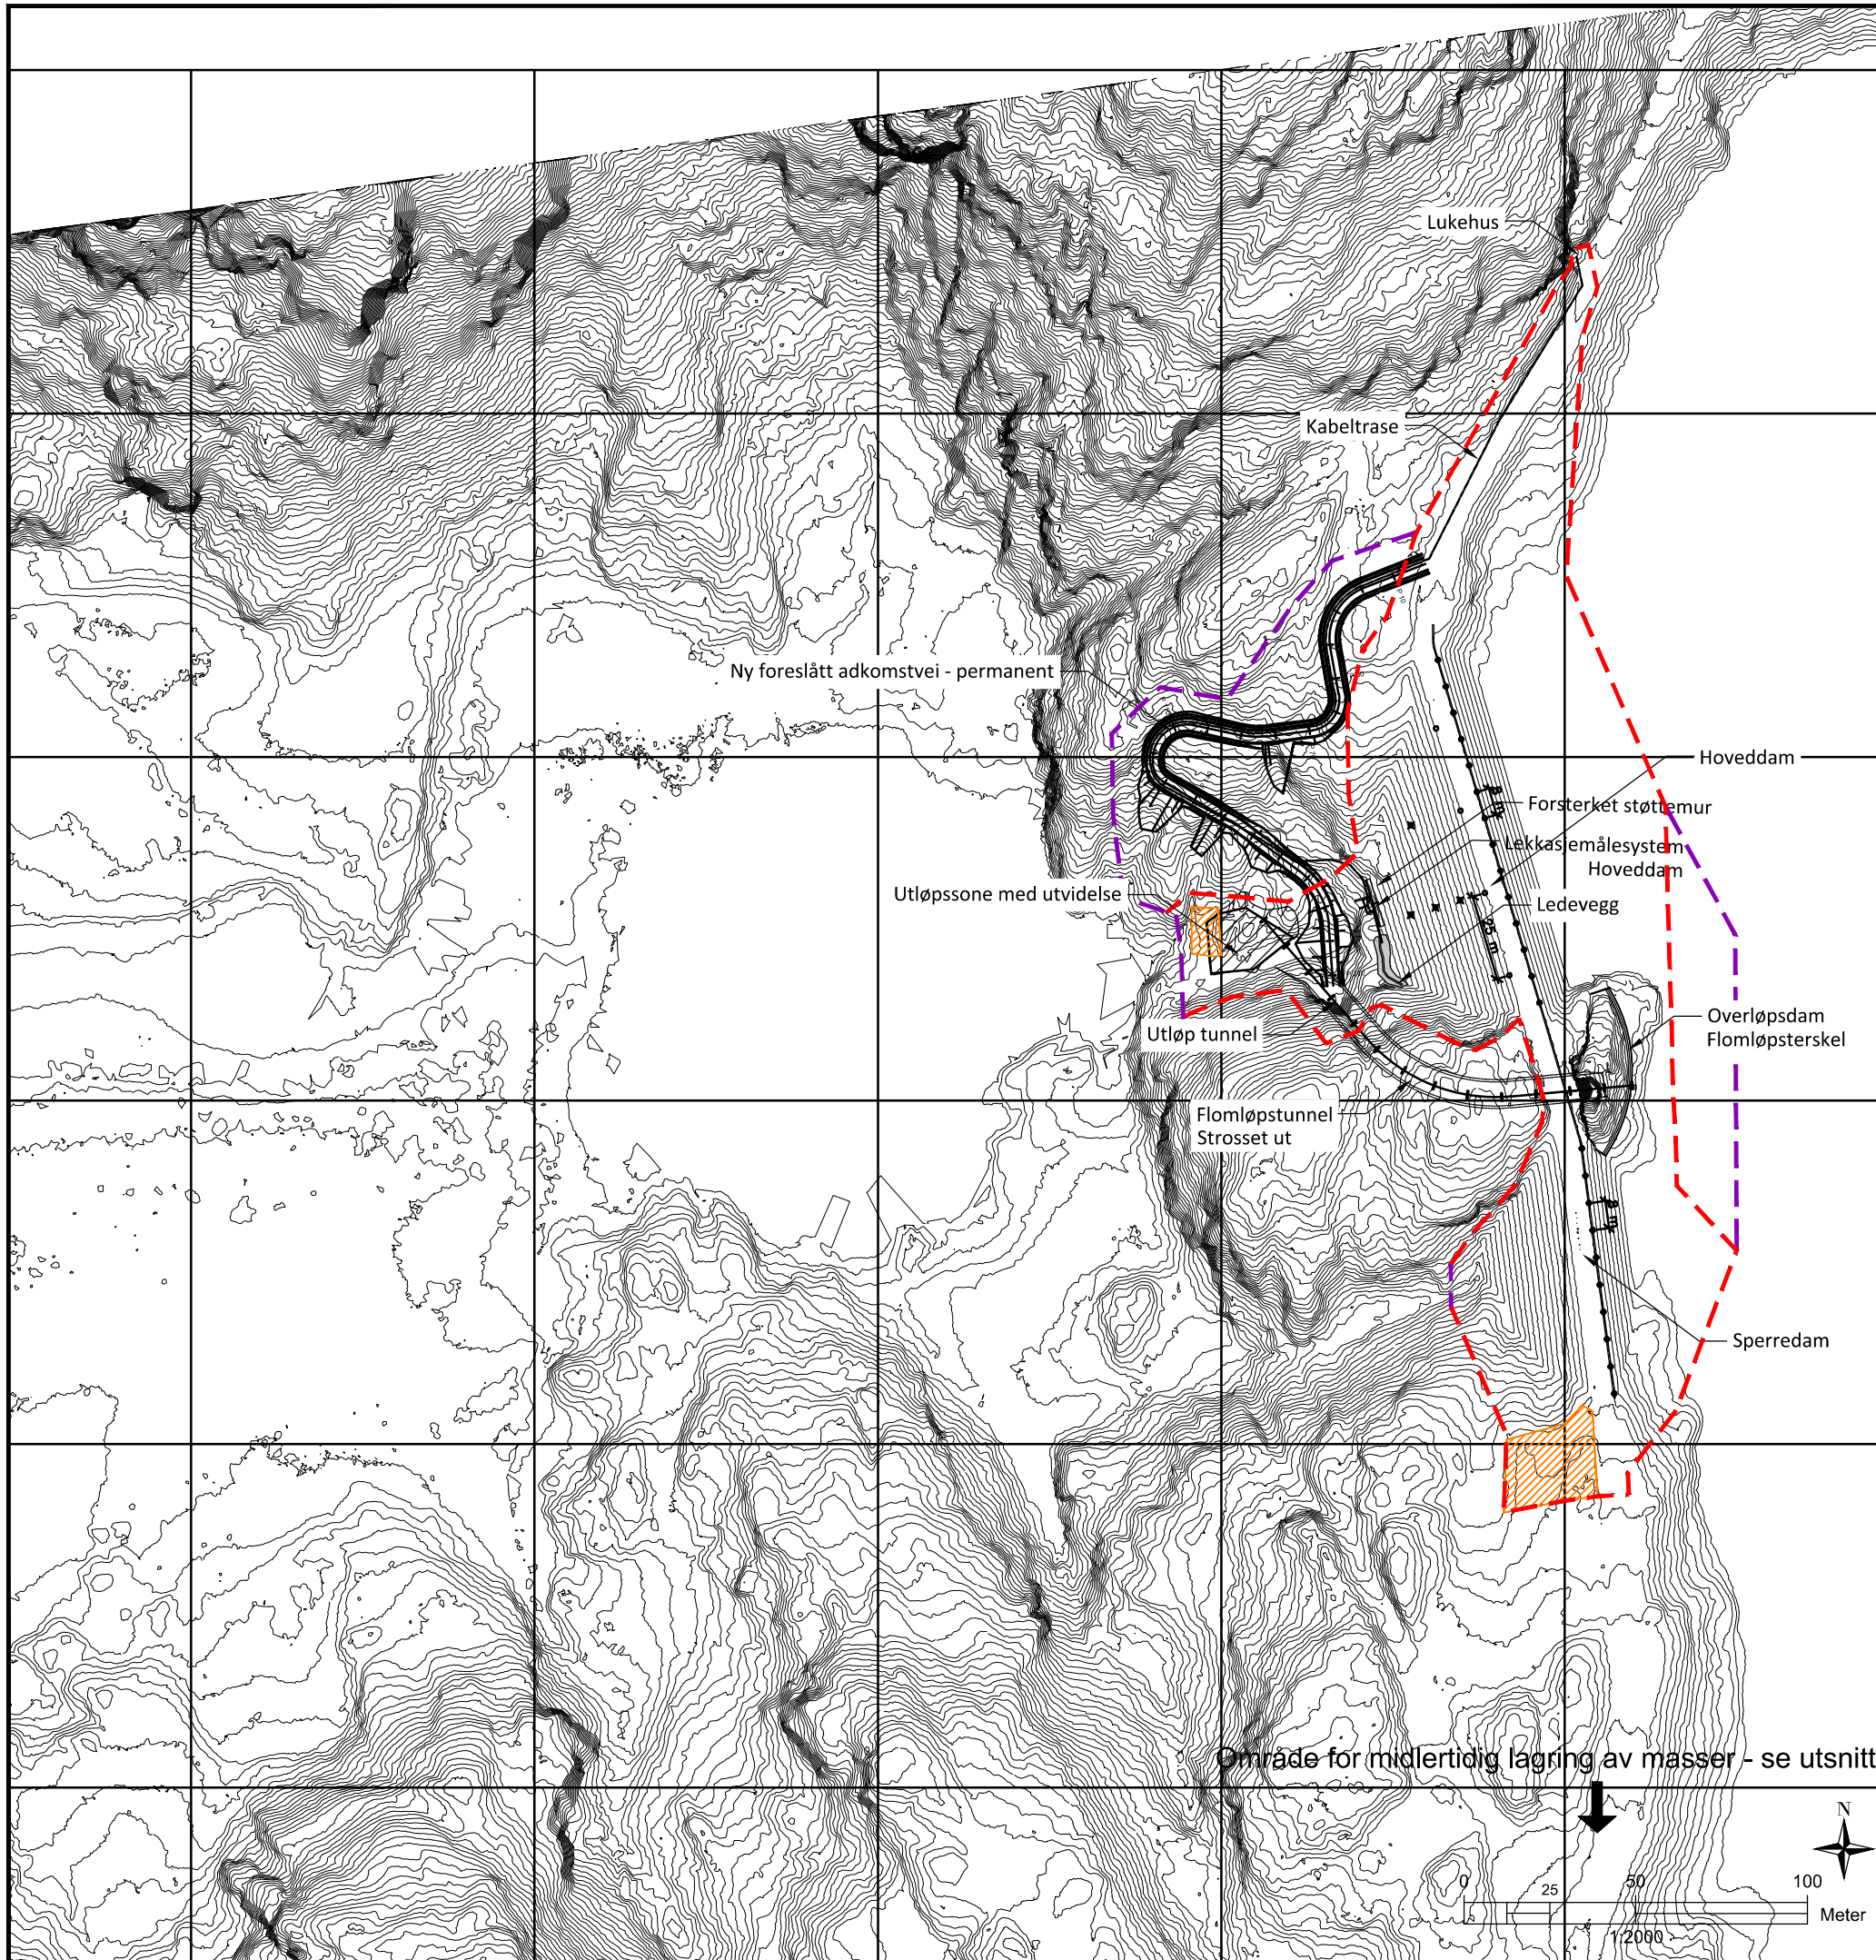 Lukehus
Kabeltrase
Ny foreslått adkomstvei - permanent
Hoveddam
8 m
Forsterket støttemur
Lekkasjemålesystem
Hoveddam
Utløpssone med utvidelse
Ledevegg
25 m
Overløpsdam
Flomløpsterskel
Utløp tunnel
Flomløpstunnel
Strosset ut
8 m
Sperredam
Område for midlertidig lagring av masser - se utsnitt
N
0
25
50
100
Meter
1:2000